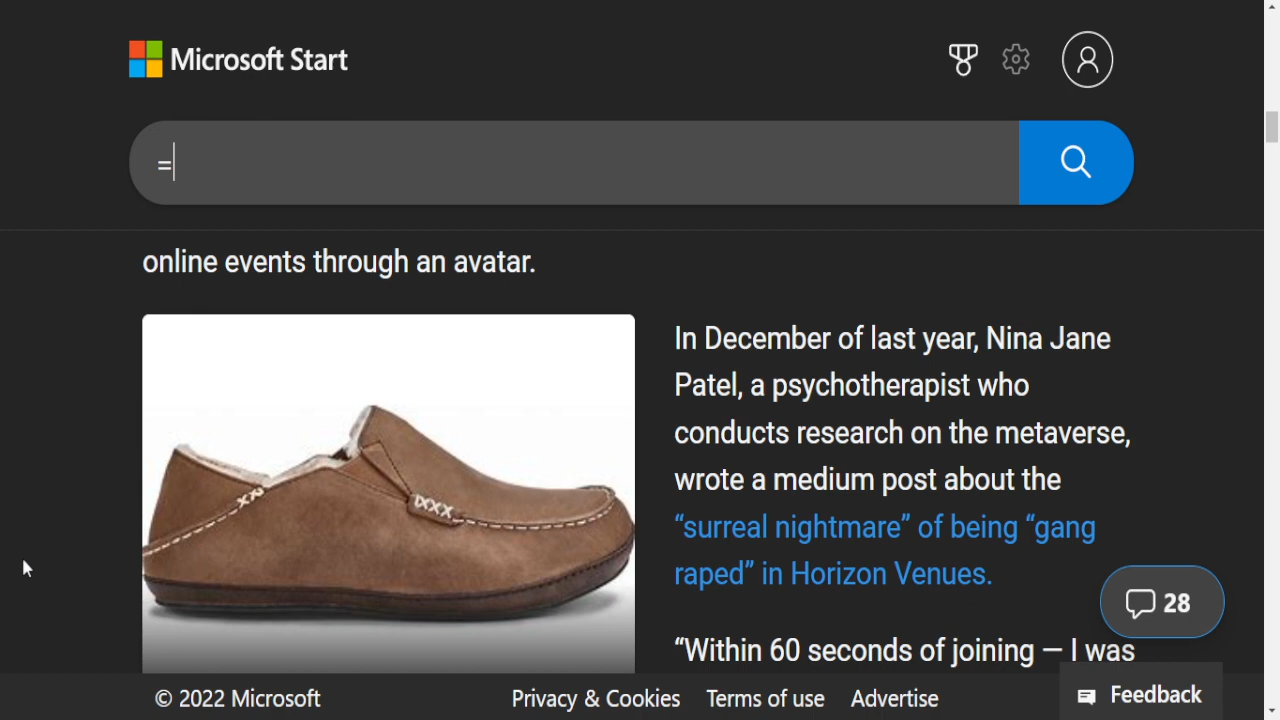 Microsoft Start
=
online events through an avatar.
In December of last year, Nina Jane
Patel, a psychotherapist who
conducts research on the metaverse,
wrote a medium post about the
“surreal nightmare” of being “gang
raped” in Horizon Venues.
28
“Within 60 seconds of joining — I was
© 2022 Microsoft Privacy & Cookies Terms of use Advertise Feedback